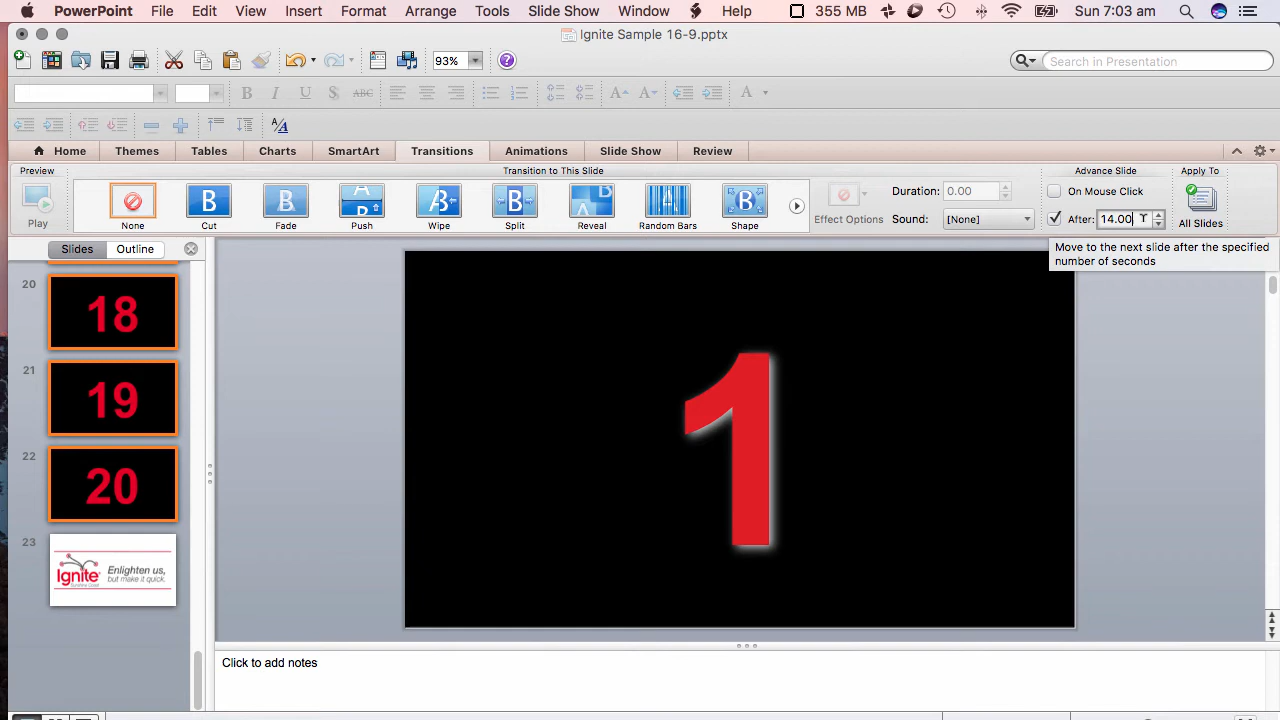 PowerPoint File Edit View Insert Format Arrange Tools Slide Show Window Help 355 MB Sun 7:03 am
Ignite Sample 16-9.pptx
93% Search in Presentation
Home Themes Tables Charts SmartArt Transitions Animations Slide Show Review
Preview Transition to This Slide Advance Slide Apply To
Play None Cut Fade Push Wipe Split Reveal Random Bars Shape Effect Options
Duration: 0.00 On Mouse Click
Sound: [None] After: 14.00 All Slides
Move to the next slide after the specified
number of seconds
Slides Outline
20 18
21 19
22 20
23
Ignite Enlighten us,
but make it quick.
1
Click to add notes